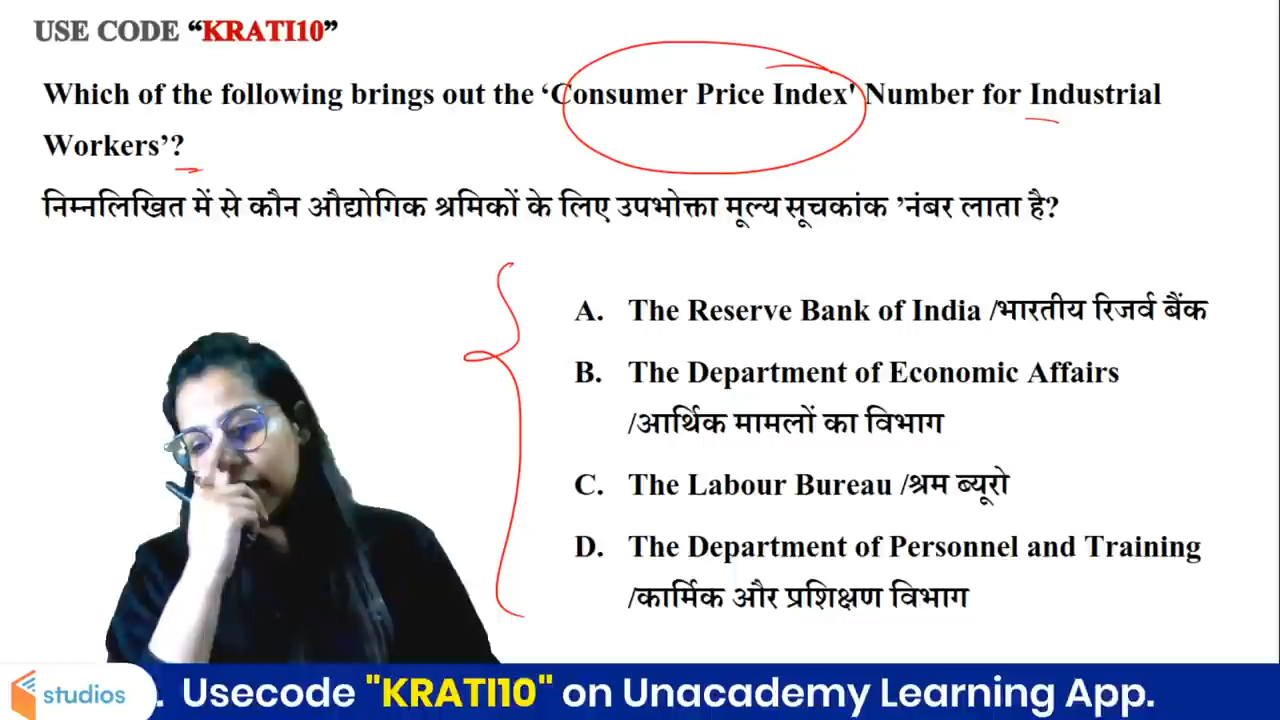 USE CODE “KRATI10”
Which of the following brings out the ‘Consumer Price Index' Number for Industrial
Workers’?
निम्नलिखित में से कौन औद्योगिक श्रमिकों के लिए उपभोक्ता मूल्य सूचकांक ’नंबर लाता है?
A. The Reserve Bank of India /भारतीय रिजर्व बैंक
B. The Department of Economic Affairs
/आर्थिक मामलों का विभाग
C. The Labour Bureau /श्रम ब्यूरो
D. The Department of Personnel and Training
/कार्मिक और प्रशिक्षण विभाग
studios
. Usecode "KRATI10" on Unacademy Learning App.